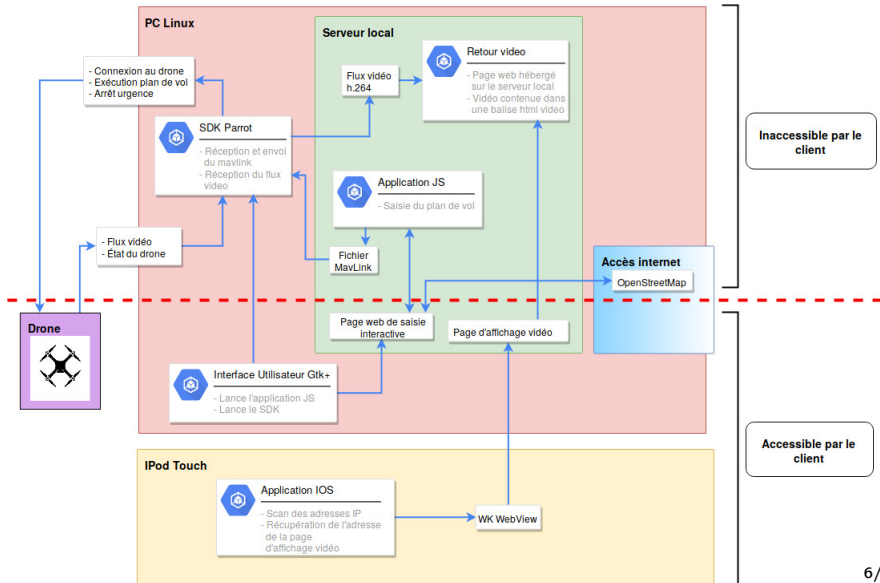 PC Linux
Serveur local
- Connexion au drone
- Exécution plan de vol
- Arrêt urgence
Flux vidéo
h.264
Retour video
- Page web hébergé
sur le serveur local
- Vidéo contenue dans
une balise html video
SDK Parrot
- Réception et envoi
du mavlink
- Réception du flux
video
Inaccessible par le
client
Application JS
- Saisie du plan de vol
- Flux vidéo
- État du drone
Fichier
MavLink
Accès internet
OpenStreetMap
Drone
Page web de saisie
interactive
Page d'affichage vidéo
Interface Utilisateur Gtk+
- Lance l'application JS
- Lance le SDK
Accessible par le
client
IPod Touch
Application IOS
- Scan des adresses IP
- Récupération de l'adresse
de la page
d'affichage vidéo
WK WebView
6/